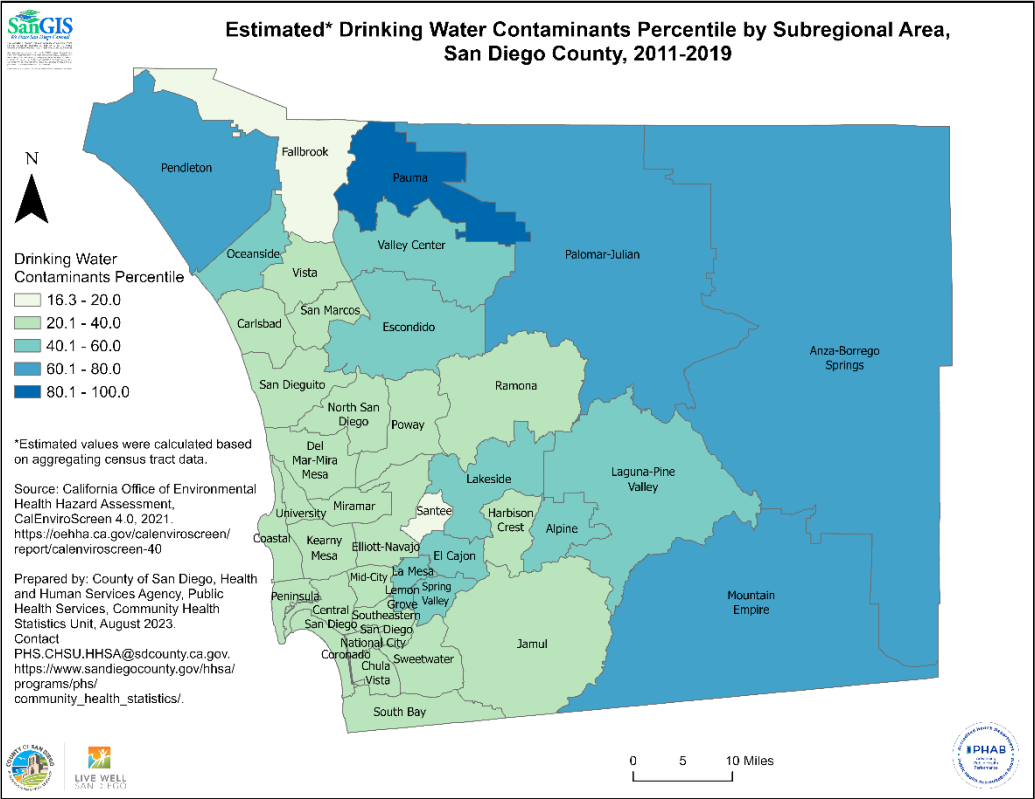 SanGIS
We Have San Diego Covered!
Estimated* Drinking Water Contaminants Percentile by Subregional Area,
San Diego County, 2011-2019
N
Drinking Water
Contaminants Percentile
16.3 - 20.0
20.1 - 40.0
40.1 - 60.0
60.1 - 80.0
80.1 - 100.0
*Estimated values were calculated based
on aggregating census tract data.
Source: California Office of Environmental
Health Hazard Assessment,
CalEnviroScreen 4.0, 2021.
https://oehha.ca.gov/calenviroscreen/
report/calenviroscreen-40
Prepared by: County of San Diego, Health
and Human Services Agency, Public
Health Services, Community Health
Statistics Unit, August 2023.
Contact
PHS.CHSU.HHSA@sdcounty.ca.gov.
https://www.sandiegocounty.gov/hhsa/
programs/phs/
community_health_statistics/.
Pendleton
Fallbrook
Pauma
Oceanside
Valley Center
Palomar-Julian
Vista
San Marcos
Carlsbad
Escondido
Anza-Borrego
Springs
San Dieguito
Ramona
North San
Diego
Poway
Del
Mar-Mira
Mesa
Lakeside
Laguna-Pine
Valley
University
Miramar
Santee
Harbison
Crest
Alpine
Coastal
Kearny
Mesa
Elliott-Navajo
El Cajon
Mid-City
La Mesa
Lemon
Grove
Spring
Valley
Peninsula
Central
San Diego
Southeastern
San Diego
National City
Coronado
Chula
Vista
Sweetwater
Jamul
Mountain
Empire
South Bay
COUNTY OF SAN DIEGO
LIVE WELL
SAN DIEGO
0 5 10 Miles
PHAB